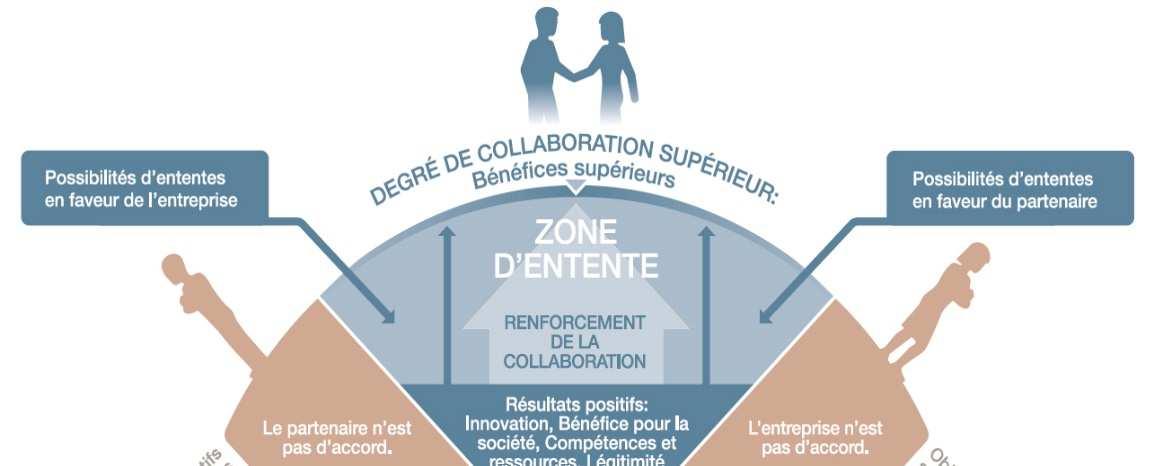 DEGRÉ DE COLLABORATION SUPÉRIEUR:
Bénéfices supérieurs
Possibilités d'ententes
en faveur de l'entreprise
Possibilités d'ententes
en faveur du partenaire
ZONE
D'ENTENTE
RENFORCEMENT
DE LA
COLLABORATION
Résultats positifs:
Innovation, Bénéfice pour la
société, Compétences et
ressources, Légitimité
Le partenaire n'est
pas d'accord.
L'entreprise n'est
pas d'accord.